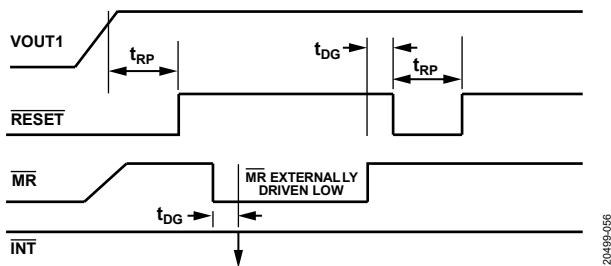 VOUT1
tRP
tDG
tRP
RESET
MR
MR EXTERNALLY
DRIVEN LOW
tDG
INT
20499-056